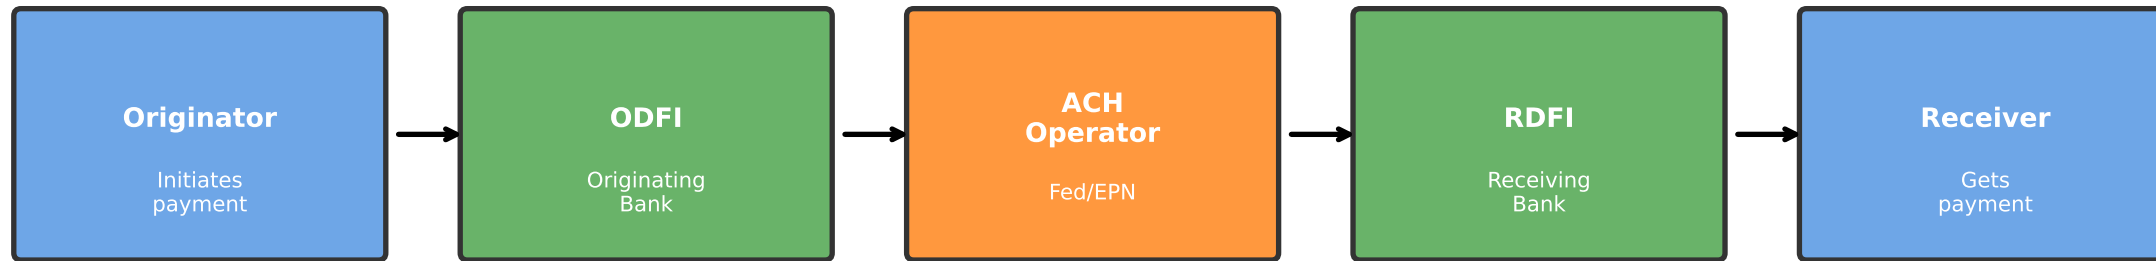 Originator
Initiates
payment
ODFI
Originating
Bank
ACH
Operator
Fed/EPN
RDFI
Receiving
Bank
Receiver
Gets
payment